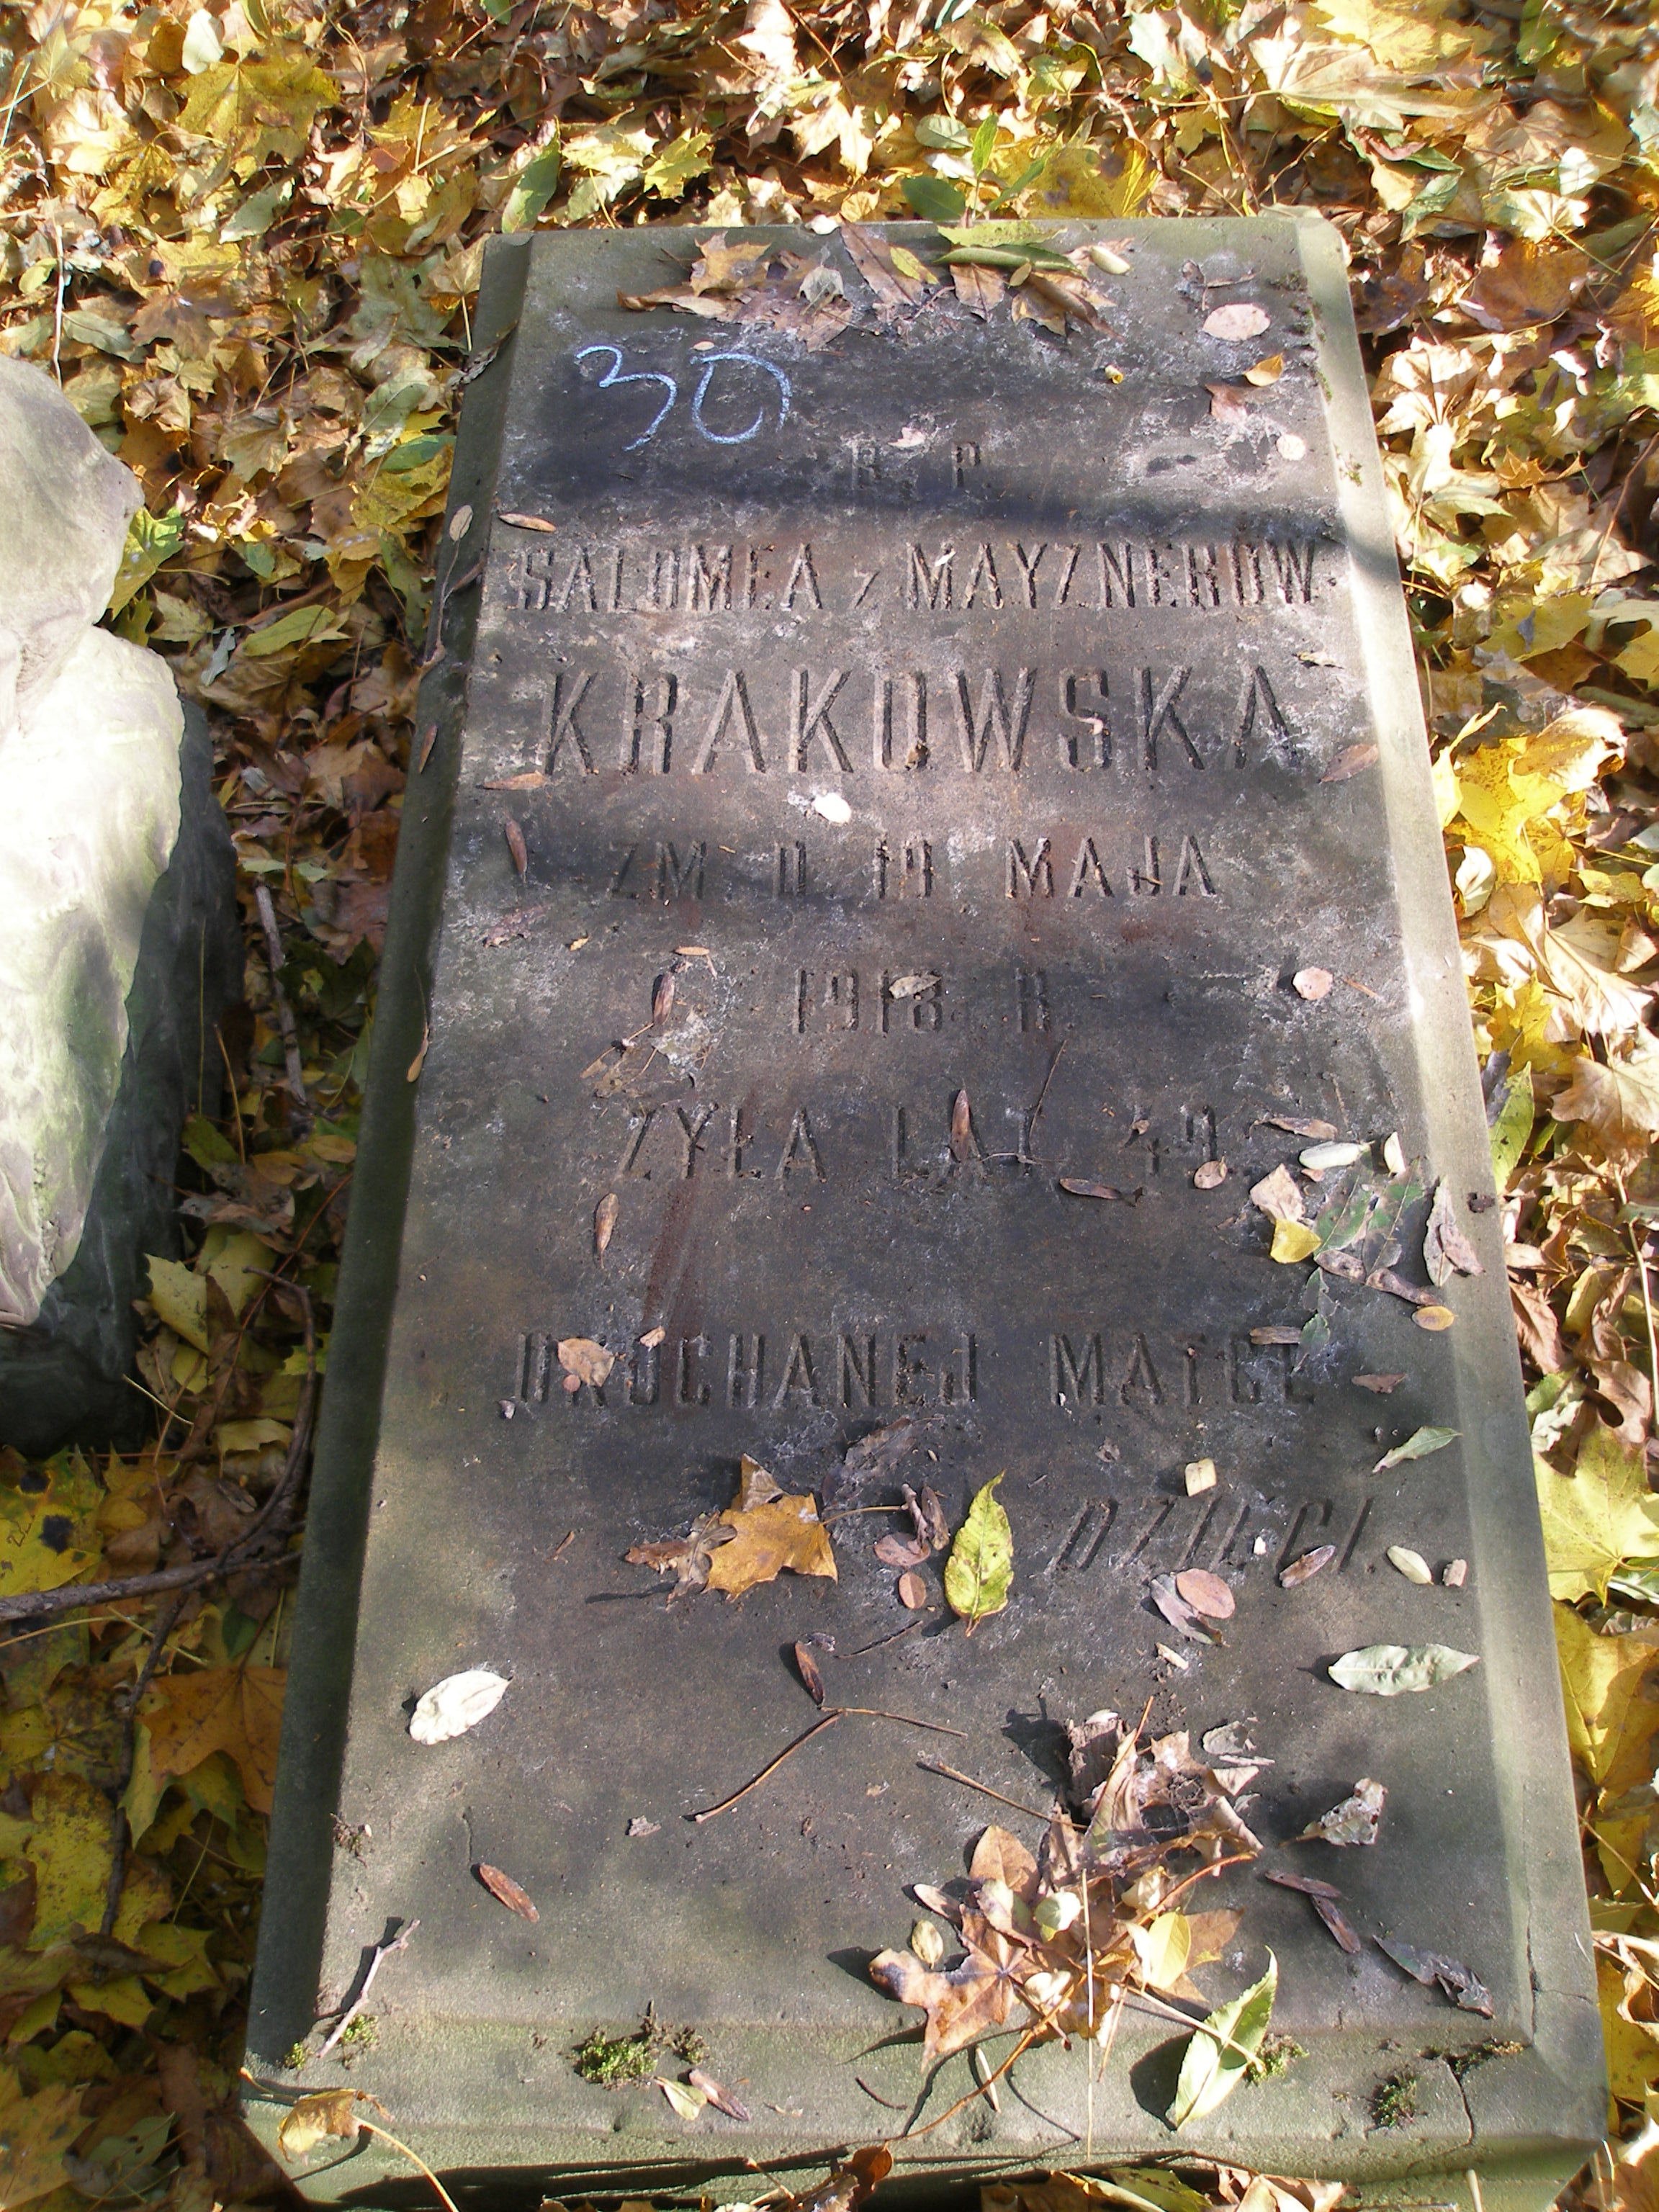 30
B. P.
SALOMEA z MAYZNERÓW
KRAKOWSKA
ZM. D. 19 MAJA
1918 R.
ŻYŁA LAT 49.
UKOCHANEJ MATCE
DZIECI.